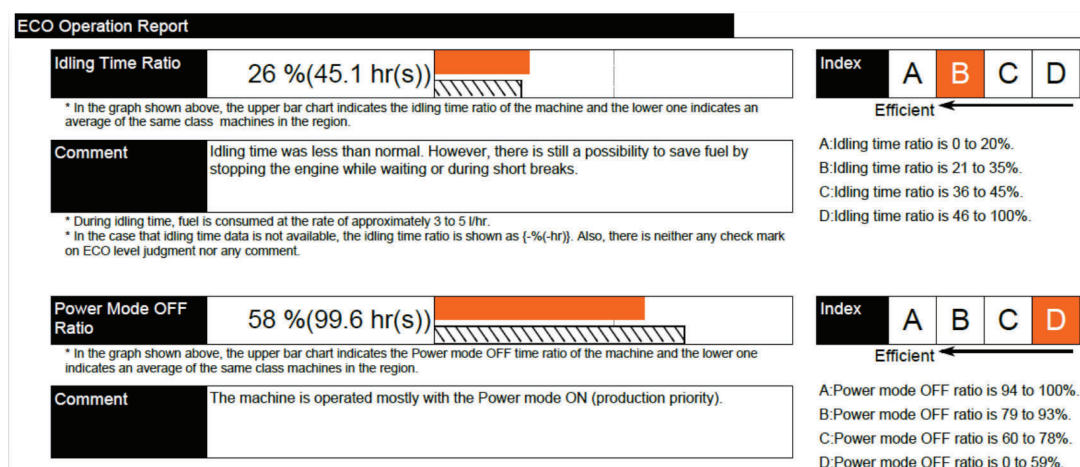 ECO Operation Report
Idling Time Ratio
26 %(45.1 hr(s))
Index
A B C D
Efficient
* In the graph shown above, the upper bar chart indicates the idling time ratio of the machine and the lower one indicates an
average of the same class machines in the region.
Comment
Idling time was less than normal. However, there is still a possibility to save fuel by
stopping the engine while waiting or during short breaks.
A:Idling time ratio is 0 to 20%.
B:Idling time ratio is 21 to 35%.
C:Idling time ratio is 36 to 45%.
D:Idling time ratio is 46 to 100%.
* During idling time, fuel is consumed at the rate of approximately 3 to 5 l/hr.
* In the case that idling time data is not available, the idling time ratio is shown as {-%(-hr)}. Also, there is neither any check mark
on ECO level judgment nor any comment.
Power Mode OFF
Ratio
58 %(99.6 hr(s))
Index
A B C D
Efficient
* In the graph shown above, the upper bar chart indicates the Power mode OFF time ratio of the machine and the lower one
indicates an average of the same class machines in the region.
Comment
The machine is operated mostly with the Power mode ON (production priority).
A:Power mode OFF ratio is 94 to 100%.
B:Power mode OFF ratio is 79 to 93%.
C:Power mode OFF ratio is 60 to 78%.
D:Power mode OFF ratio is 0 to 59%.